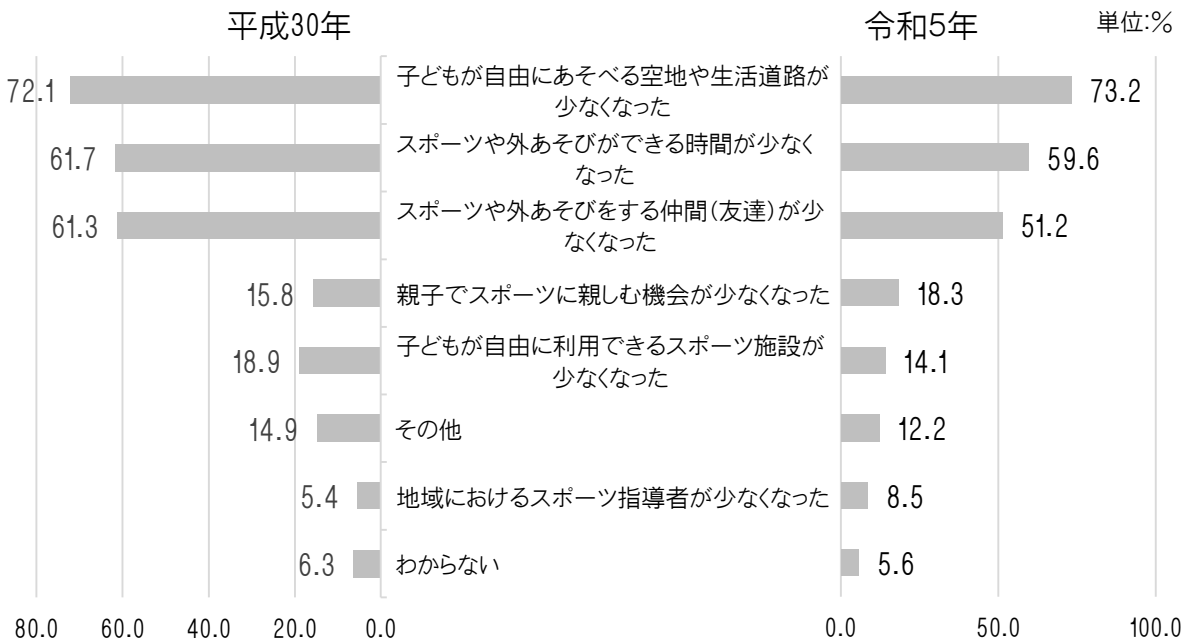 平成30年 令和5年 単位:%
72.1 子どもが自由にあそべる空地や生活道路が
少なくなった 73.2
61.7 スポーツや外あそびができる時間が少なく
なった 59.6
61.3 スポーツや外あそびをする仲間(友達)が少
なくなった 51.2
15.8 親子でスポーツに親しむ機会が少なくなった 18.3
18.9 子どもが自由に利用できるスポーツ施設が
少なくなった 14.1
14.9 その他 12.2
5.4 地域におけるスポーツ指導者が少なくなった 8.5
6.3 わからない 5.6
80.0 60.0 40.0 20.0 0.0 0.0 50.0 100.0